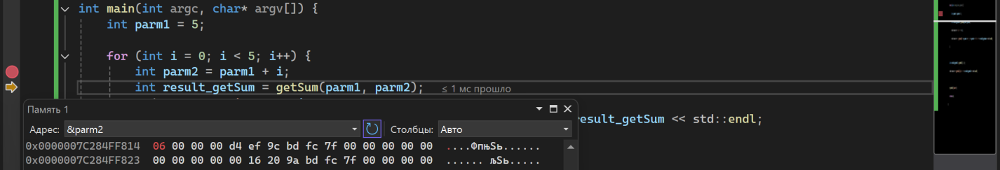 int main(int argc, char* argv[]) {
int parm1 = 5;
for (int i = 0; i < 5; i++) {
int parm2 = parm1 + i;
int result_getSum = getSum(parm1, parm2); ≤ 1 мс прошло
Память 1
esult_getSum << std::endl;
Адрес: &parm2 Столбцы: Авто
0x0000007C284FF814 06 00 00 00 d4 ef 9c bd fc 7f 00 00 00 00 00 ....ФпњЅь......
0x0000007C284FF823 00 00 00 00 00 16 20 9a bd fc 7f 00 00 00 00 ...... љЅь.....